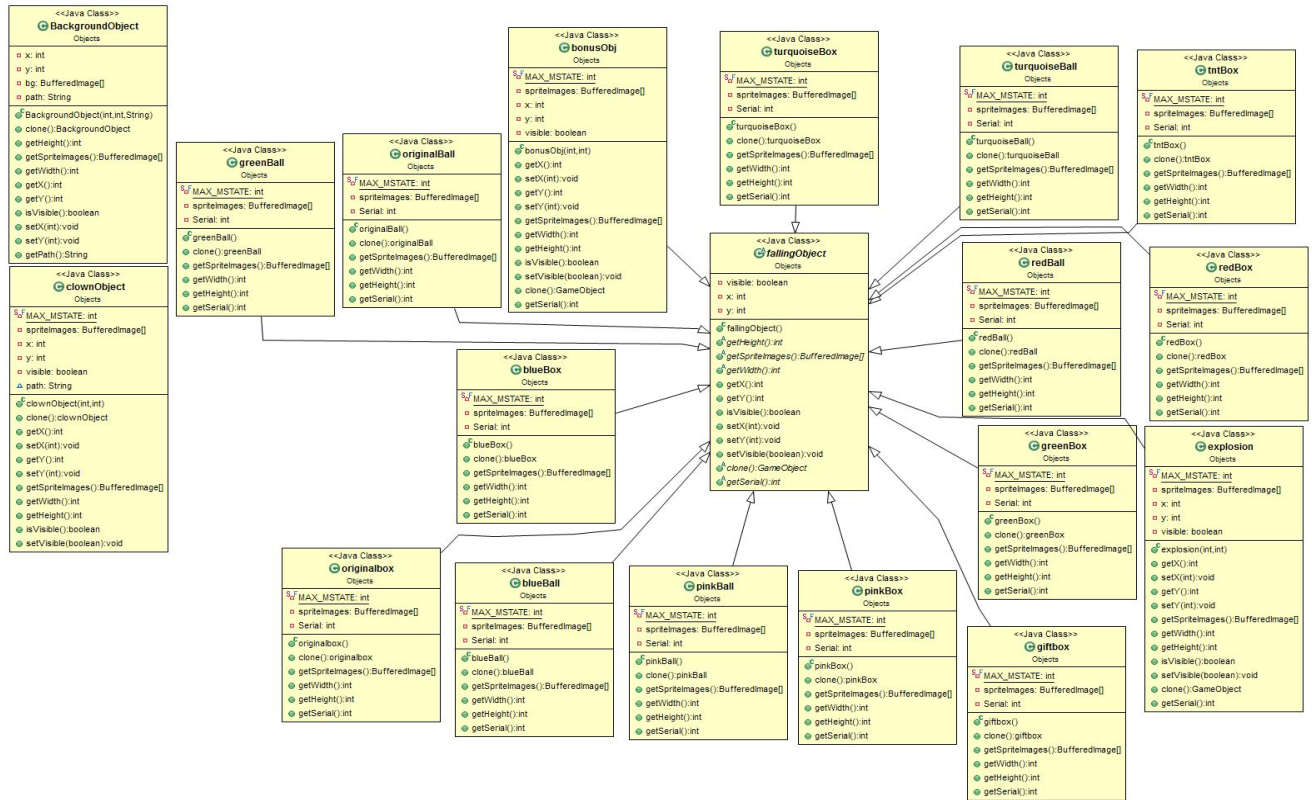 <<Java Class>>
BackgroundObject
Objects
x: int
y: int
bg: BufferedImage[]
path: String
BackgroundObject(int,int,String)
clone():BackgroundObject
getHeight():int
getSpriteImages():BufferedImage[]
getWidth():int
getX():int
getY():int
isVisible():boolean
setX(int):void
setY(int):void
getPath():String
<<Java Class>>
clownObject
Objects
MAX_MSTATE: int
spriteImages: BufferedImage[]
x: int
y: int
visible: boolean
path: String
clownObject(int,int)
clone():clownObject
getX():int
setX(int):void
getY():int
setY(int):void
getSpriteImages():BufferedImage[]
getWidth():int
getHeight():int
isVisible():boolean
setVisible(boolean):void
<<Java Class>>
greenBall
Objects
MAX_MSTATE: int
spriteImages: BufferedImage[]
Serial: int
greenBall()
clone():greenBall
getSpriteImages():BufferedImage[]
getWidth():int
getHeight():int
getSerial():int
<<Java Class>>
originalBall
Objects
MAX_MSTATE: int
spriteImages: BufferedImage[]
Serial: int
originalBall()
clone():originalBall
getSpriteImages():BufferedImage[]
getWidth():int
getHeight():int
getSerial():int
<<Java Class>>
bonusObj
Objects
MAX_MSTATE: int
spriteImages: BufferedImage[]
x: int
y: int
visible: boolean
bonusObj(int,int)
getX():int
setX(int):void
getY():int
setY(int):void
getSpriteImages():BufferedImage[]
getWidth():int
getHeight():int
isVisible():boolean
setVisible(boolean):void
clone():GameObject
getSerial():int
<<Java Class>>
turquoiseBox
Objects
MAX_MSTATE: int
spriteImages: BufferedImage[]
Serial: int
turquoiseBox()
clone():turquoiseBox
getSpriteImages():BufferedImage[]
getWidth():int
getHeight():int
getSerial():int
<<Java Class>>
turquoiseBall
Objects
MAX_MSTATE: int
spriteImages: BufferedImage[]
Serial: int
turquoiseBall()
clone():turquoiseBall
getSpriteImages():BufferedImage[]
getWidth():int
getHeight():int
getSerial():int
<<Java Class>>
tntBox
Objects
MAX_MSTATE: int
spriteImages: BufferedImage[]
Serial: int
tntBox()
clone():tntBox
getSpriteImages():BufferedImage[]
getWidth():int
getHeight():int
getSerial():int
<<Java Class>>
fallingObject
Objects
visible: boolean
x: int
y: int
fallingObject()
getHeight():int
getSpriteImages():BufferedImage[]
getWidth():int
getX():int
getY():int
isVisible():boolean
setX(int):void
setY(int):void
setVisible(boolean):void
clone():GameObject
getSerial():int
<<Java Class>>
redBall
Objects
MAX_MSTATE: int
spriteImages: BufferedImage[]
Serial: int
redBall()
clone():redBall
getSpriteImages():BufferedImage[]
getWidth():int
getHeight():int
getSerial():int
<<Java Class>>
redBox
Objects
MAX_MSTATE: int
spriteImages: BufferedImage[]
Serial: int
redBox()
clone():redBox
getSpriteImages():BufferedImage[]
getWidth():int
getHeight():int
getSerial():int
<<Java Class>>
blueBox
Objects
MAX_MSTATE: int
spriteImages: BufferedImage[]
Serial: int
blueBox()
clone():blueBox
getSpriteImages():BufferedImage[]
getWidth():int
getHeight():int
getSerial():int
<<Java Class>>
greenBox
Objects
MAX_MSTATE: int
spriteImages: BufferedImage[]
Serial: int
greenBox()
clone():greenBox
getSpriteImages():BufferedImage[]
getWidth():int
getHeight():int
getSerial():int
<<Java Class>>
explosion
Objects
MAX_MSTATE: int
spriteImages: BufferedImage[]
x: int
y: int
visible: boolean
explosion(int,int)
getX():int
setX(int):void
getY():int
setY(int):void
getSpriteImages():BufferedImage[]
getWidth():int
getHeight():int
isVisible():boolean
setVisible(boolean):void
clone():GameObject
getSerial():int
<<Java Class>>
originalbox
Objects
MAX_MSTATE: int
spriteImages: BufferedImage[]
Serial: int
originalbox()
clone():originalbox
getSpriteImages():BufferedImage[]
getWidth():int
getHeight():int
getSerial():int
<<Java Class>>
blueBall
Objects
MAX_MSTATE: int
spriteImages: BufferedImage[]
Serial: int
blueBall()
clone():blueBall
getSpriteImages():BufferedImage[]
getWidth():int
getHeight():int
getSerial():int
<<Java Class>>
pinkBall
Objects
MAX_MSTATE: int
spriteImages: BufferedImage[]
Serial: int
pinkBall()
clone():pinkBall
getSpriteImages():BufferedImage[]
getWidth():int
getHeight():int
getSerial():int
<<Java Class>>
pinkBox
Objects
MAX_MSTATE: int
spriteImages: BufferedImage[]
Serial: int
pinkBox()
clone():pinkBox
getSpriteImages():BufferedImage[]
getWidth():int
getHeight():int
getSerial():int
<<Java Class>>
giftbox
Objects
MAX_MSTATE: int
spriteImages: BufferedImage[]
Serial: int
giftbox()
clone():giftbox
getSpriteImages():BufferedImage[]
getWidth():int
getHeight():int
getSerial():int